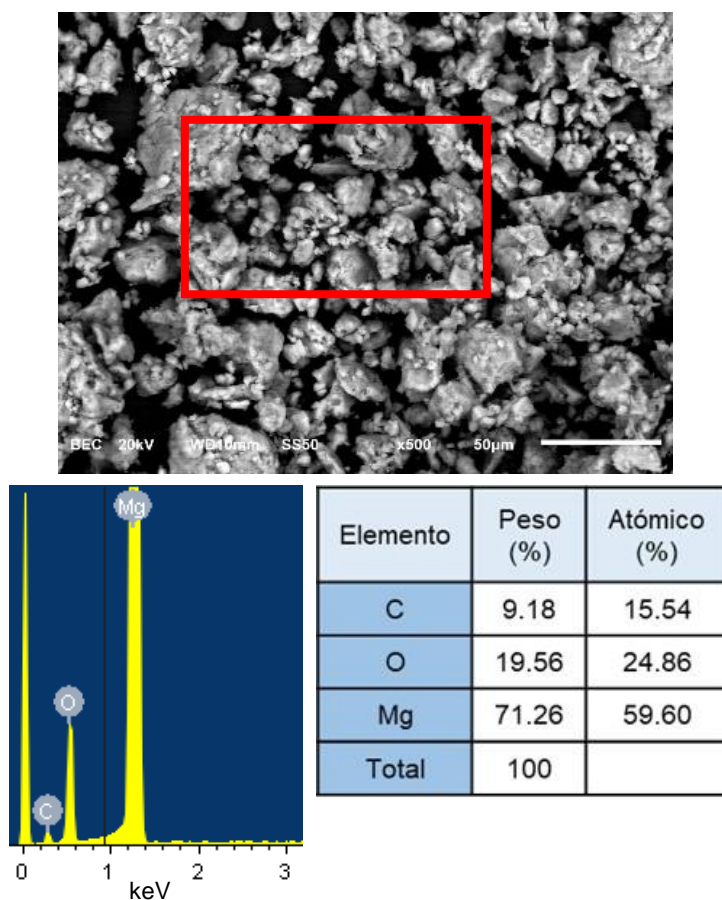 BEC 20kV WD10mm SS50 x500 50µm
Mg
O
C
0 1 2 3
keV
Elemento Peso (%) Atómico (%)
C 9.18 15.54
O 19.56 24.86
Mg 71.26 59.60
Total 100